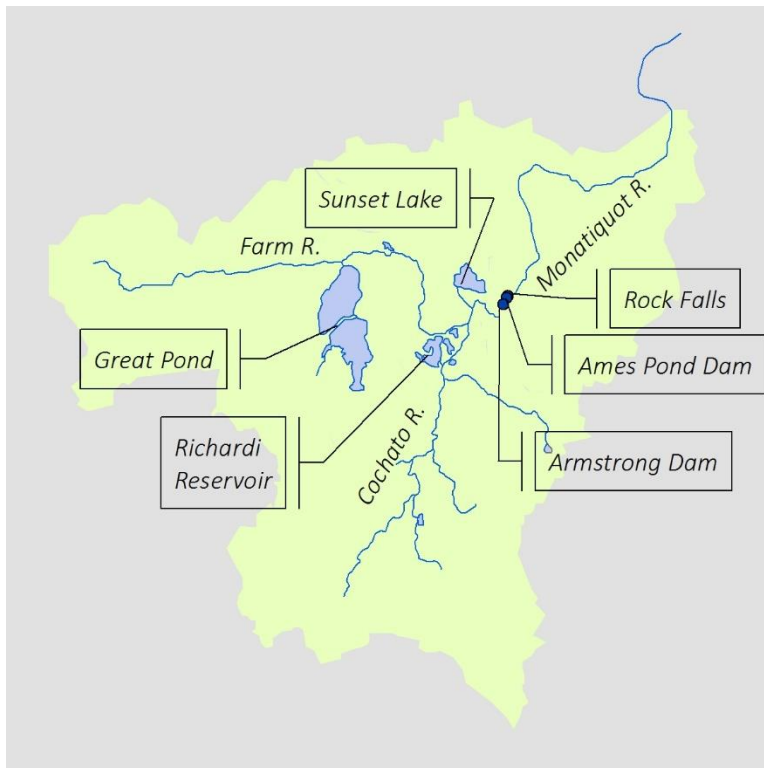 Sunset Lake
Farm R.
Monatiquot R.
Rock Falls
Great Pond
Ames Pond Dam
Richardi
Reservoir
Cochato R.
Armstrong Dam